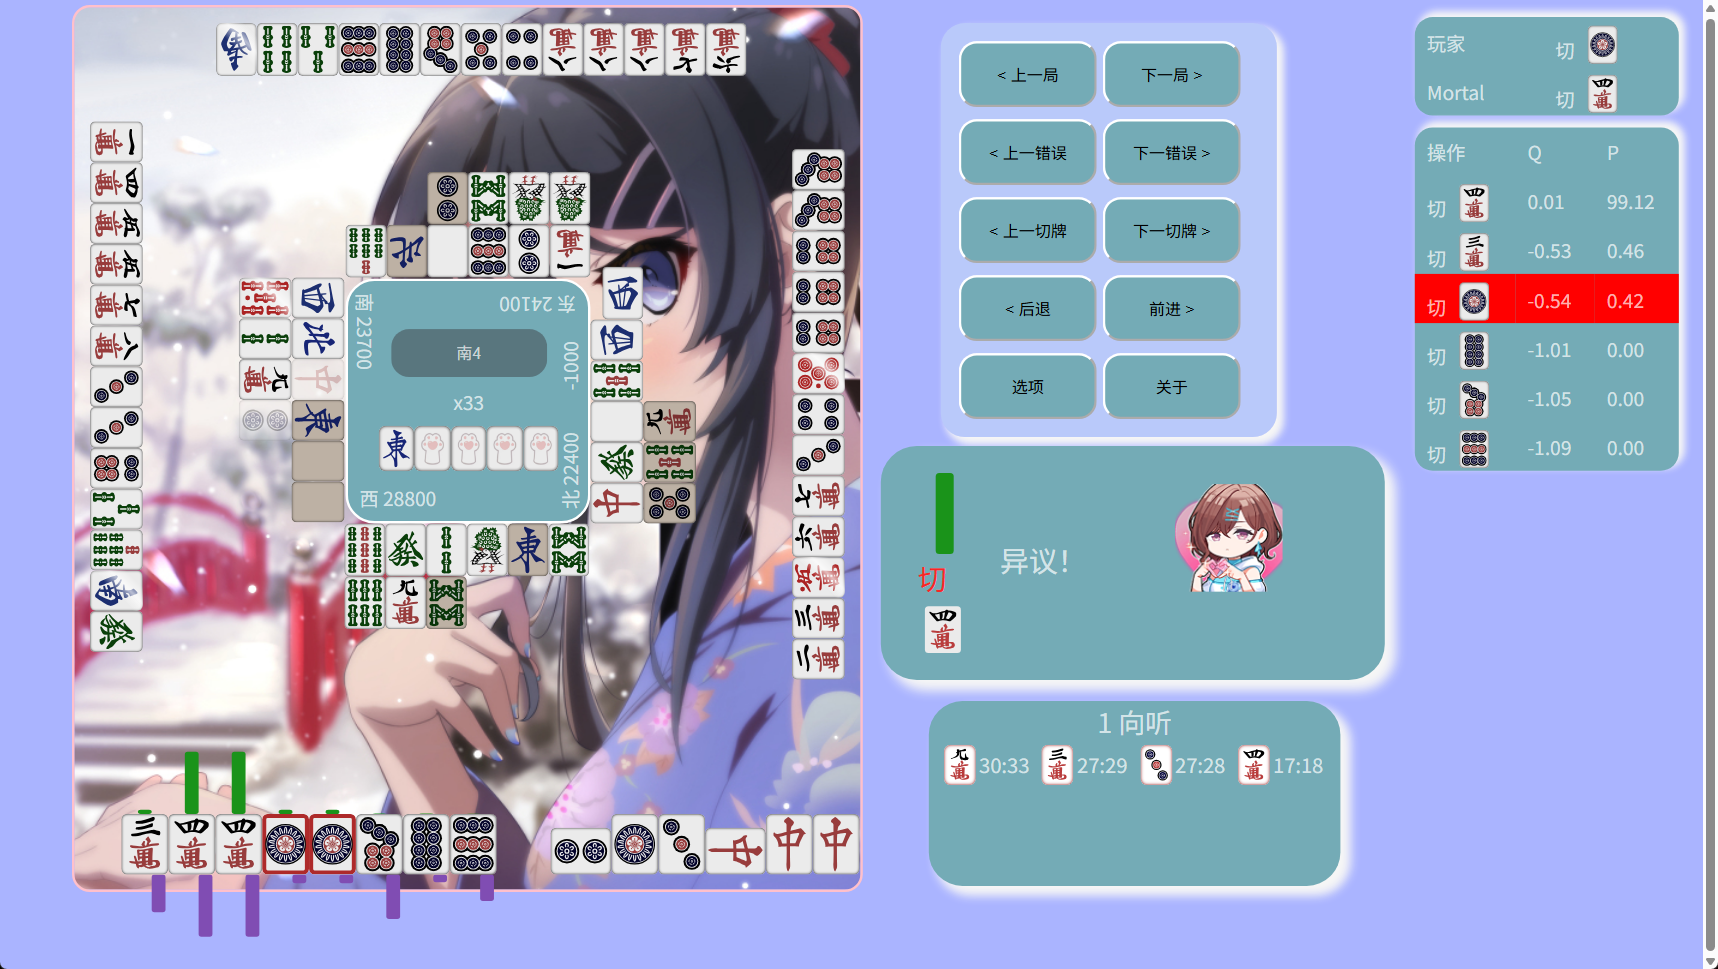 < 上一局
下一局 >
< 上一错误
下一错误 >
< 上一切牌
下一切牌 >
< 后退
前进 >
选项
关于
玩家 切
Mortal 切
操作 Q P
切 0.01 99.12
切 -0.53 0.46
切 -0.54 0.42
切 -1.01 0.00
切 -1.05 0.00
切 -1.09 0.00
东 24100
南 23700
南4
-1000
x33
北 22400
西 28800
切
异议!
1 向听
30:33 27:29 27:28 17:18